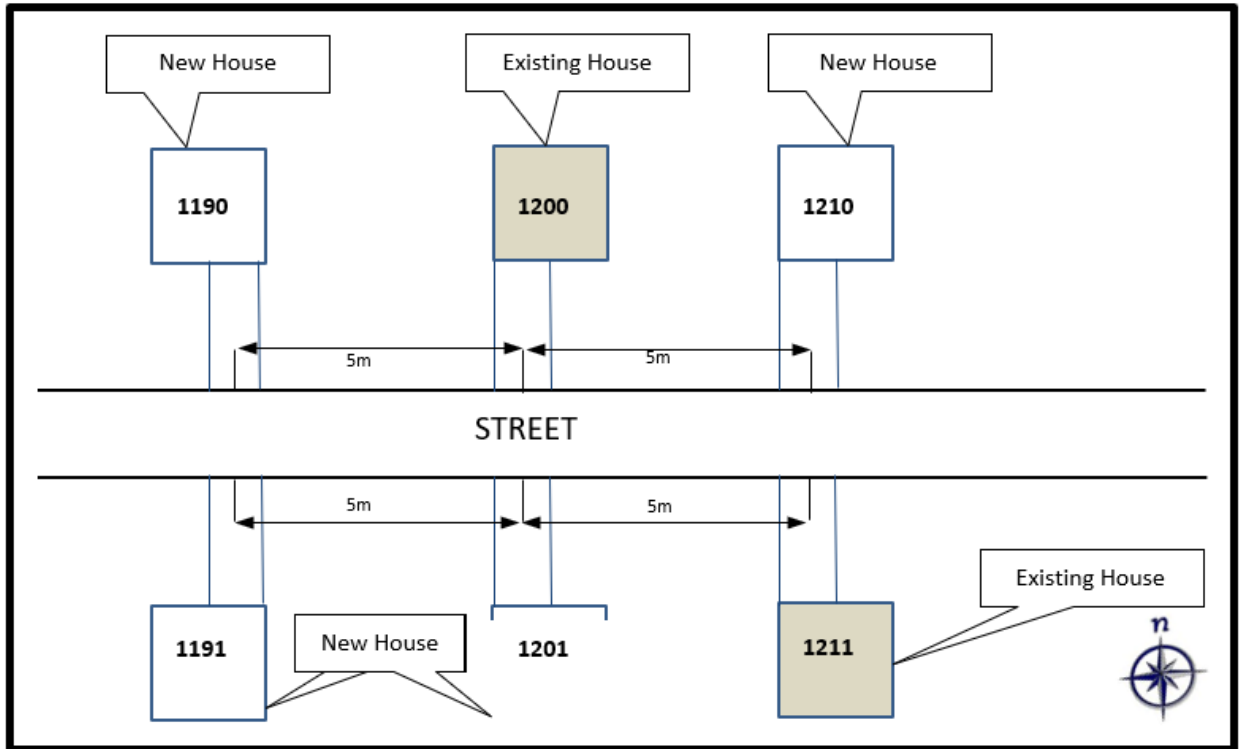 New House
Existing House
New House
1190
1200
1210
5m
5m
STREET
5m
5m
Existing House
n
New House
1191
1201
1211